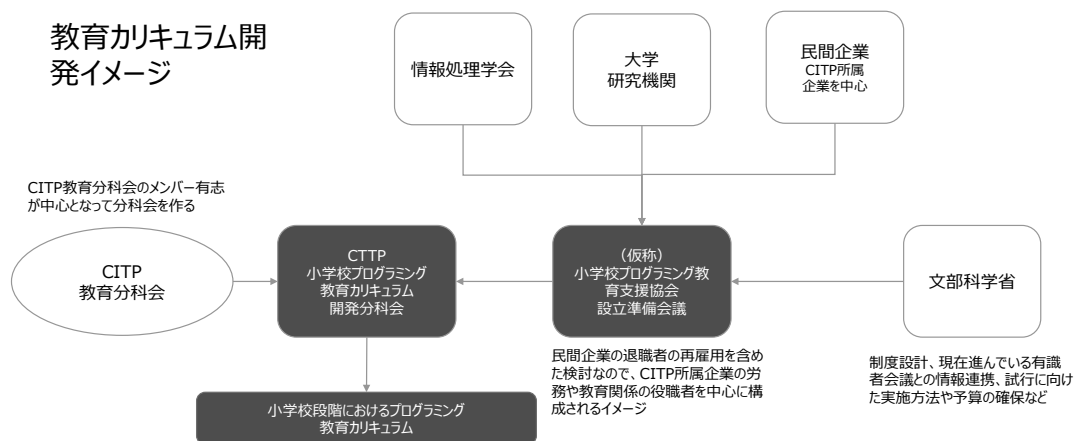 教育カリキュラム開
発イメージ
情報処理学会
大学
研究機関
民間企業
CITP所属
企業を中心
CITP教育分科会のメンバー有志
が中心となって分科会を作る
CITP
教育分科会
CTTP
小学校プログラミング
教育カリキュラム
開発分科会
（仮称）
小学校プログラミング教
育支援協会
設立準備会議
文部科学省
民間企業の退職者の再雇用を含め
た検討なので、CITP所属企業の労
務や教育関係の役職者を中心に構
成されるイメージ
制度設計、現在進んでいる有識
者会議との情報連携、試行に向け
た実施方法や予算の確保など
小学校段階におけるプログラミング
教育カリキュラム